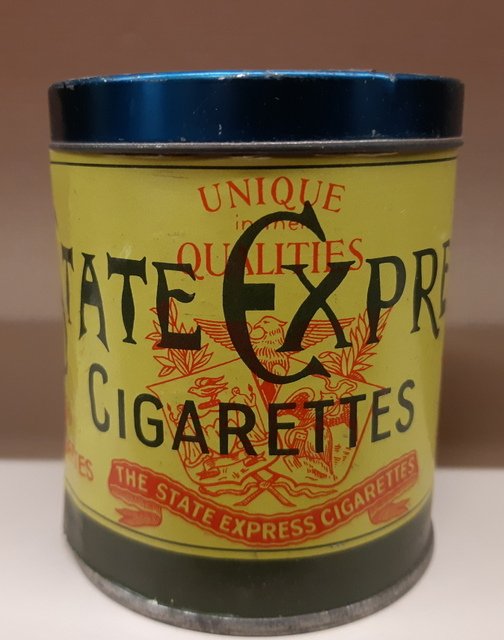 UNIQUE
in their
QUALITIES
TATE EXPRE
CIGARETTES
THE STATE EXPRESS CIGARETTES